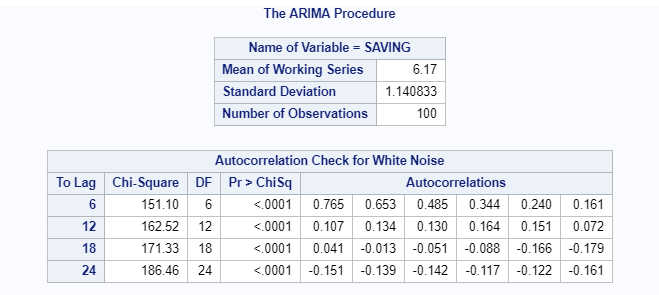 The ARIMA Procedure
Name of Variable = SAVING
Mean of Working Series 6.17
Standard Deviation 1.140833
Number of Observations 100
Autocorrelation Check for White Noise
To Lag Chi-Square DF Pr > ChiSq Autocorrelations
6 151.10 6 <.0001 0.765 0.653 0.485 0.344 0.240 0.161
12 162.52 12 <.0001 0.107 0.134 0.130 0.164 0.151 0.072
18 171.33 18 <.0001 0.041 -0.013 -0.051 -0.088 -0.166 -0.179
24 186.46 24 <.0001 -0.151 -0.139 -0.142 -0.117 -0.122 -0.161